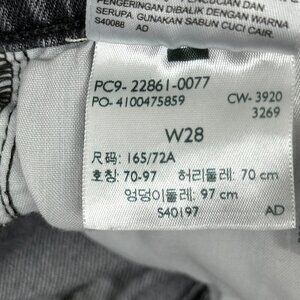 PENGERINGAN DIBALIK DENGAN WARNA
SERUPA. GUNAKAN SABUN CUCI CAIR.
S40088 AD
PC9- 22861-0077
PO- 4100475859 CW- 3920
3269
W28
尺码: 165/72A
호칭: 70-97 허리둘레: 70 cm
엉덩이둘레: 97 cm
S40197 AD